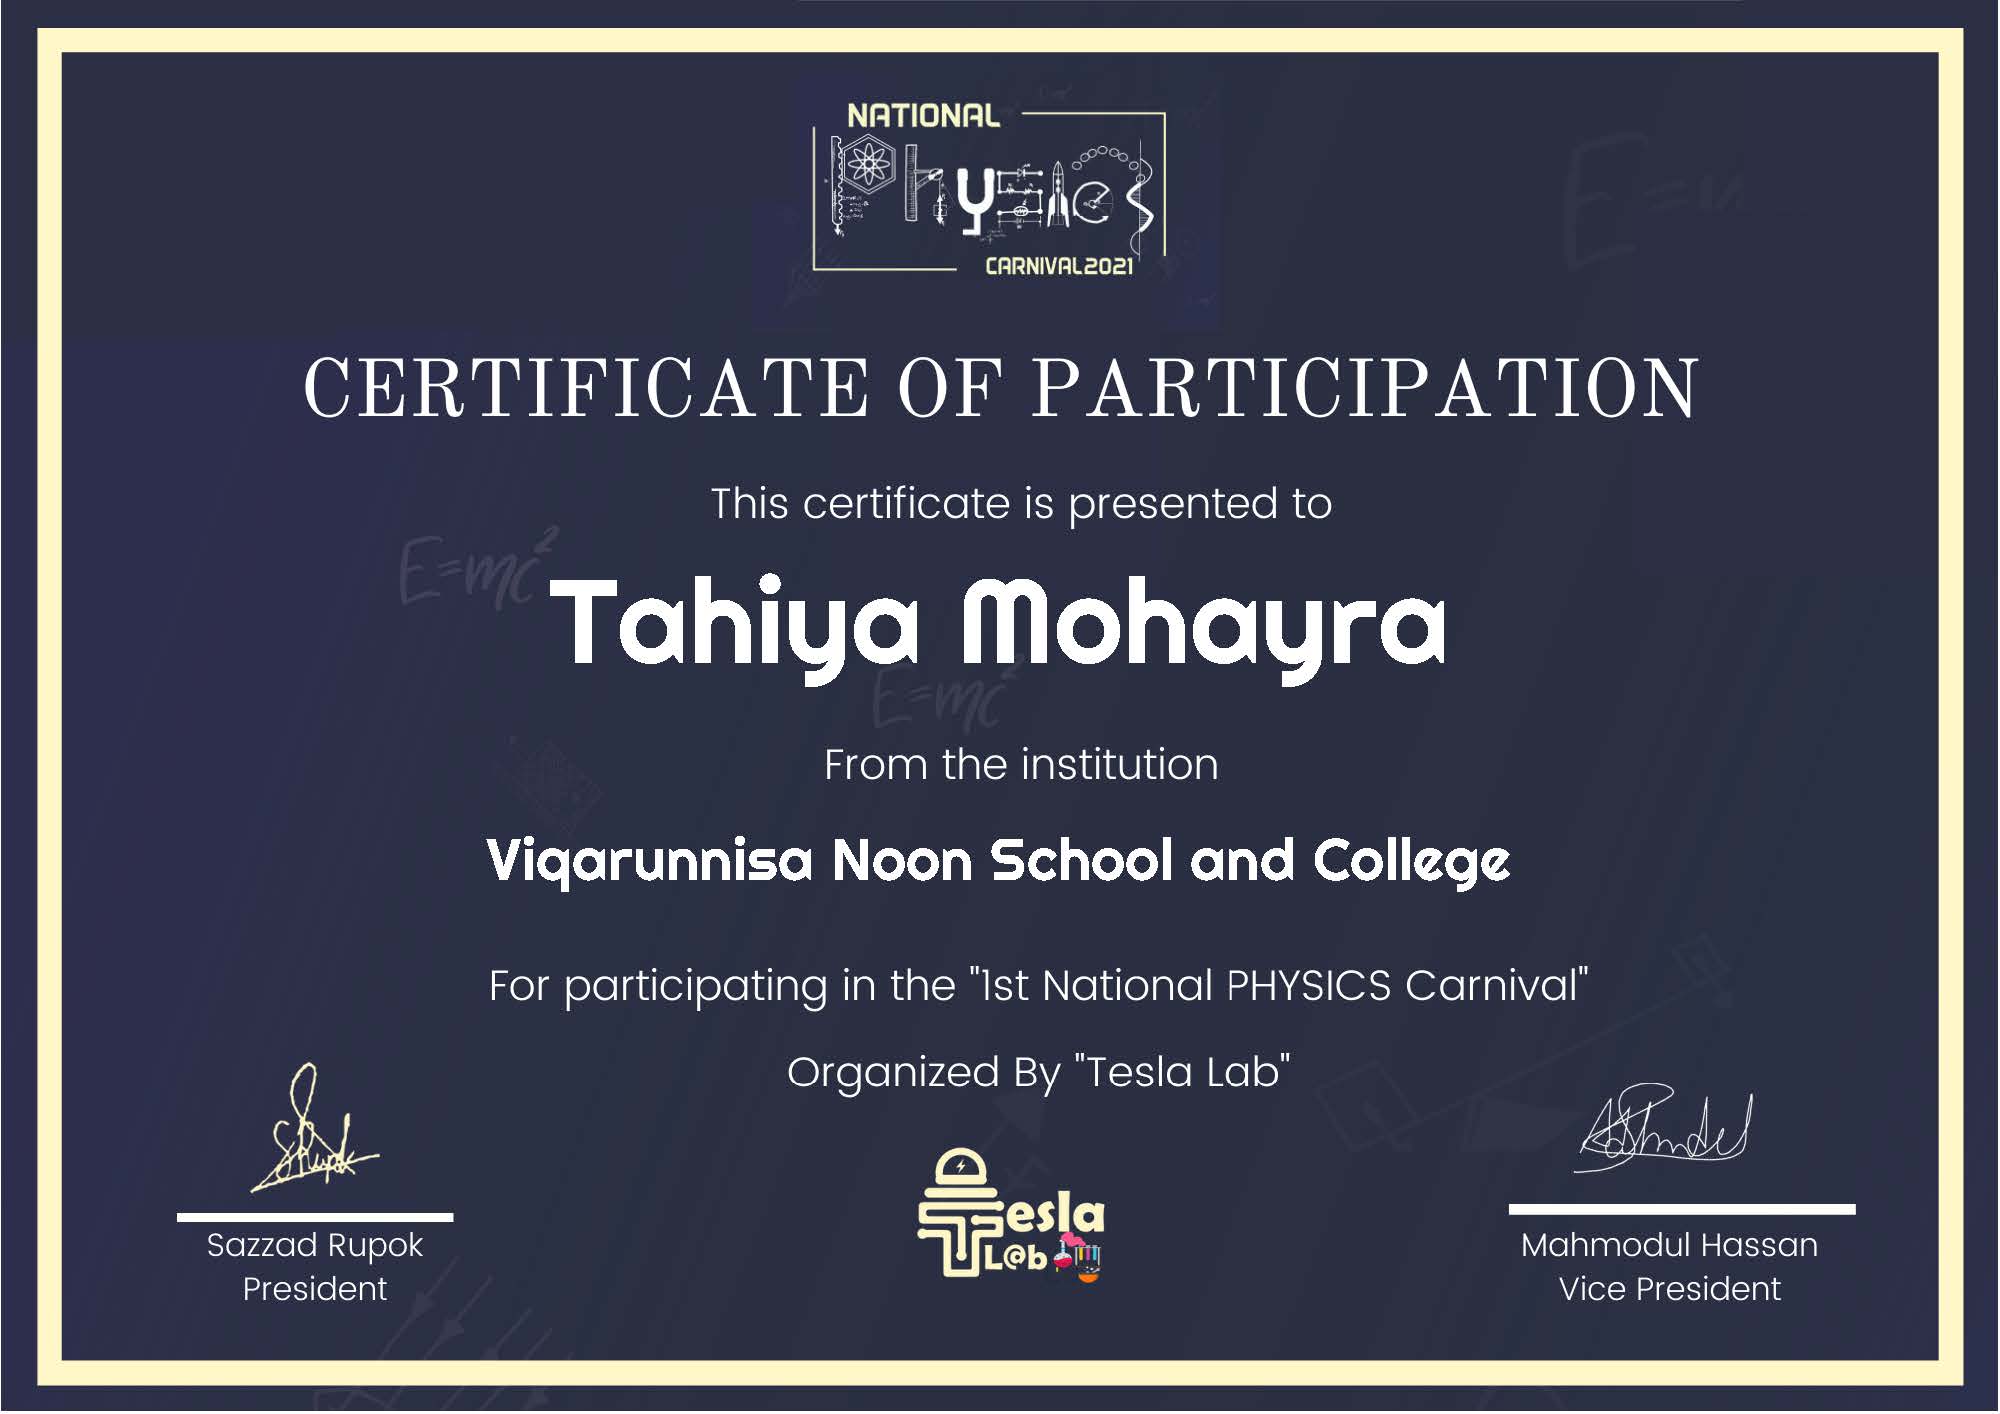 NATIONAL
Physics
CARNIVAL2021
CERTIFICATE OF PARTICIPATION
This certificate is presented to
E=mc²
Tahiya Mohayra
E=mc²
From the institution
Viqarunnisa Noon School and College
For participating in the "1st National PHYSICS Carnival"
Organized By "Tesla Lab"
Tesla
L@b
Sazzad Rupok
President
Mahmodul Hassan
Vice President